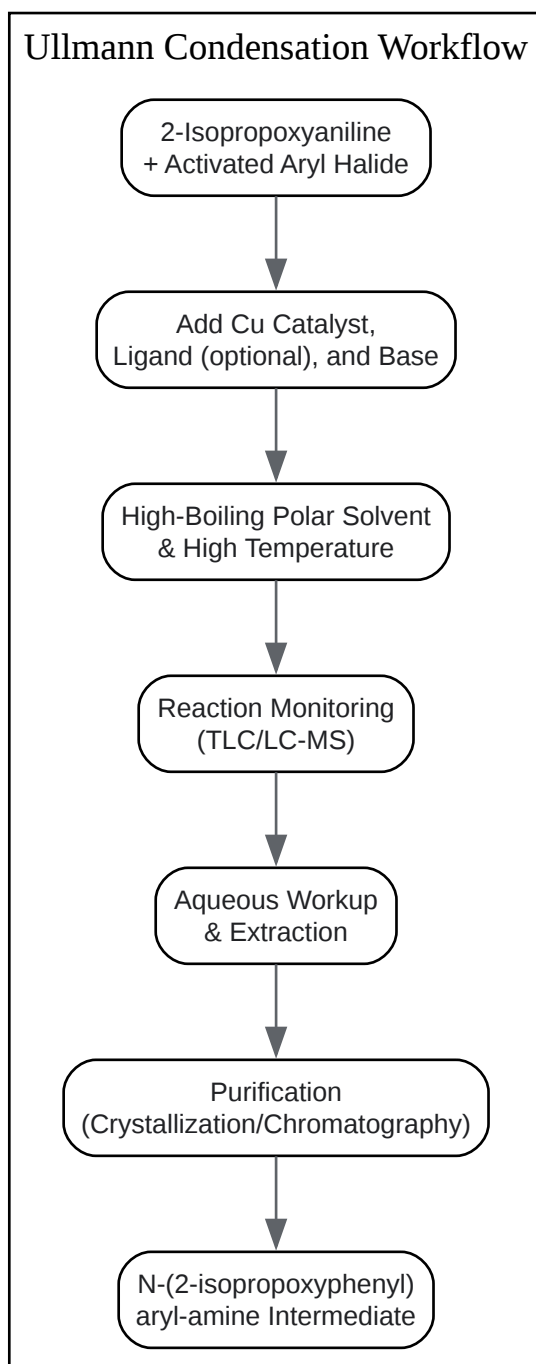 Ullmann Condensation Workflow
2-Isopropoxyaniline
+ Activated Aryl Halide
Add Cu Catalyst,
Ligand (optional), and Base
High-Boiling Polar Solvent
& High Temperature
Reaction Monitoring
(TLC/LC-MS)
Aqueous Workup
& Extraction
Purification
(Crystallization/Chromatography)
N-(2-isopropoxyphenyl)
aryl-amine Intermediate